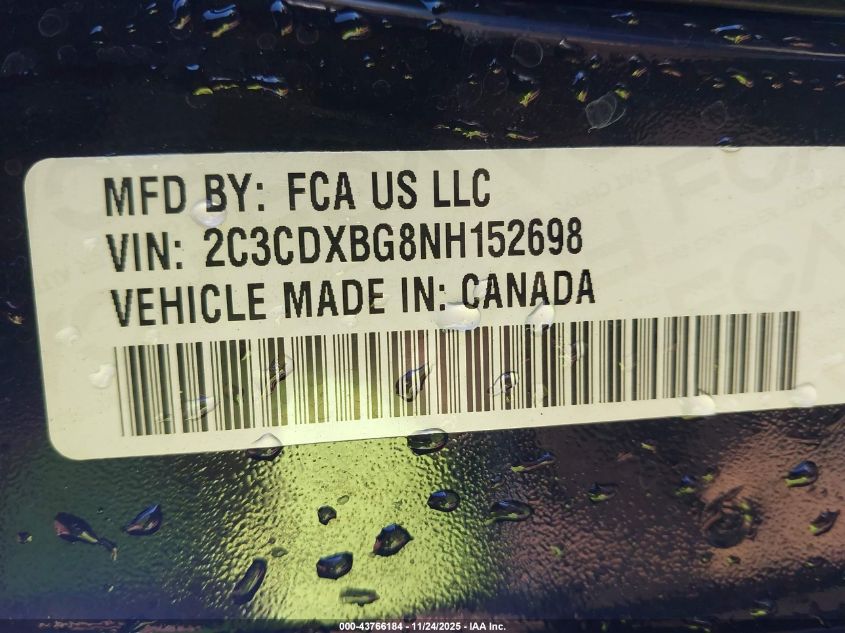 MFD BY: FCA US LLC
VIN: 2C3CDXBG8NH152698
VEHICLE MADE IN: CANADA
000-43766184 - 11/24/2025 - IAA Inc.